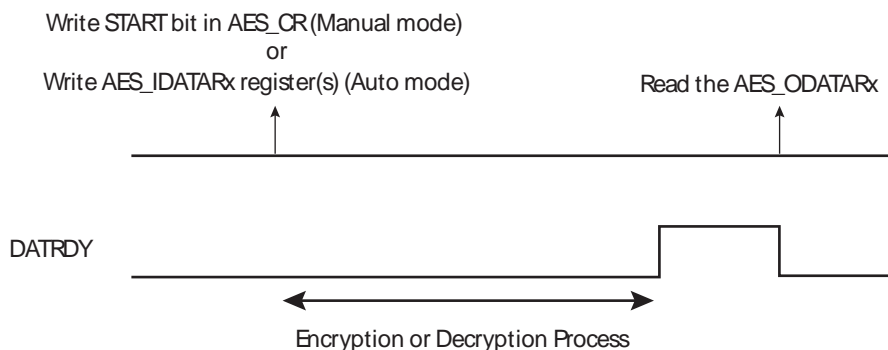 Write START bit in AES_CR (Manual mode)
or
Write AES_IDATARx register(s) (Auto mode)
Read the AES_ODATARx
DATRDY
Encryption or Decryption Process